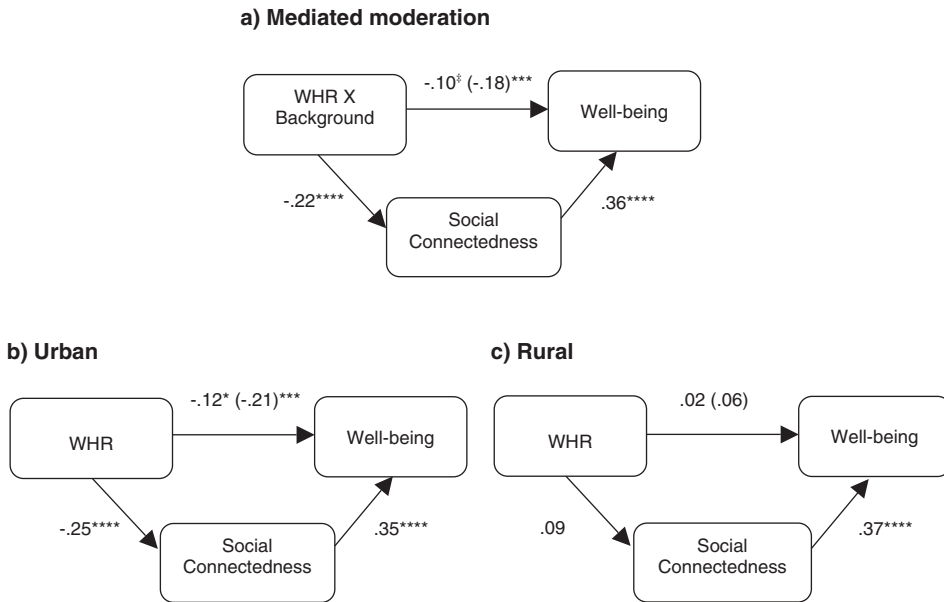 a) Mediated moderation
-.10‡ (-.18)***
WHR X
Background
Well-being
-.22****
.36****
Social
Connectedness
b) Urban
-.12* (-.21)***
WHR
Well-being
-.25****
.35****
Social
Connectedness
c) Rural
.02 (.06)
WHR
Well-being
.09
.37****
Social
Connectedness